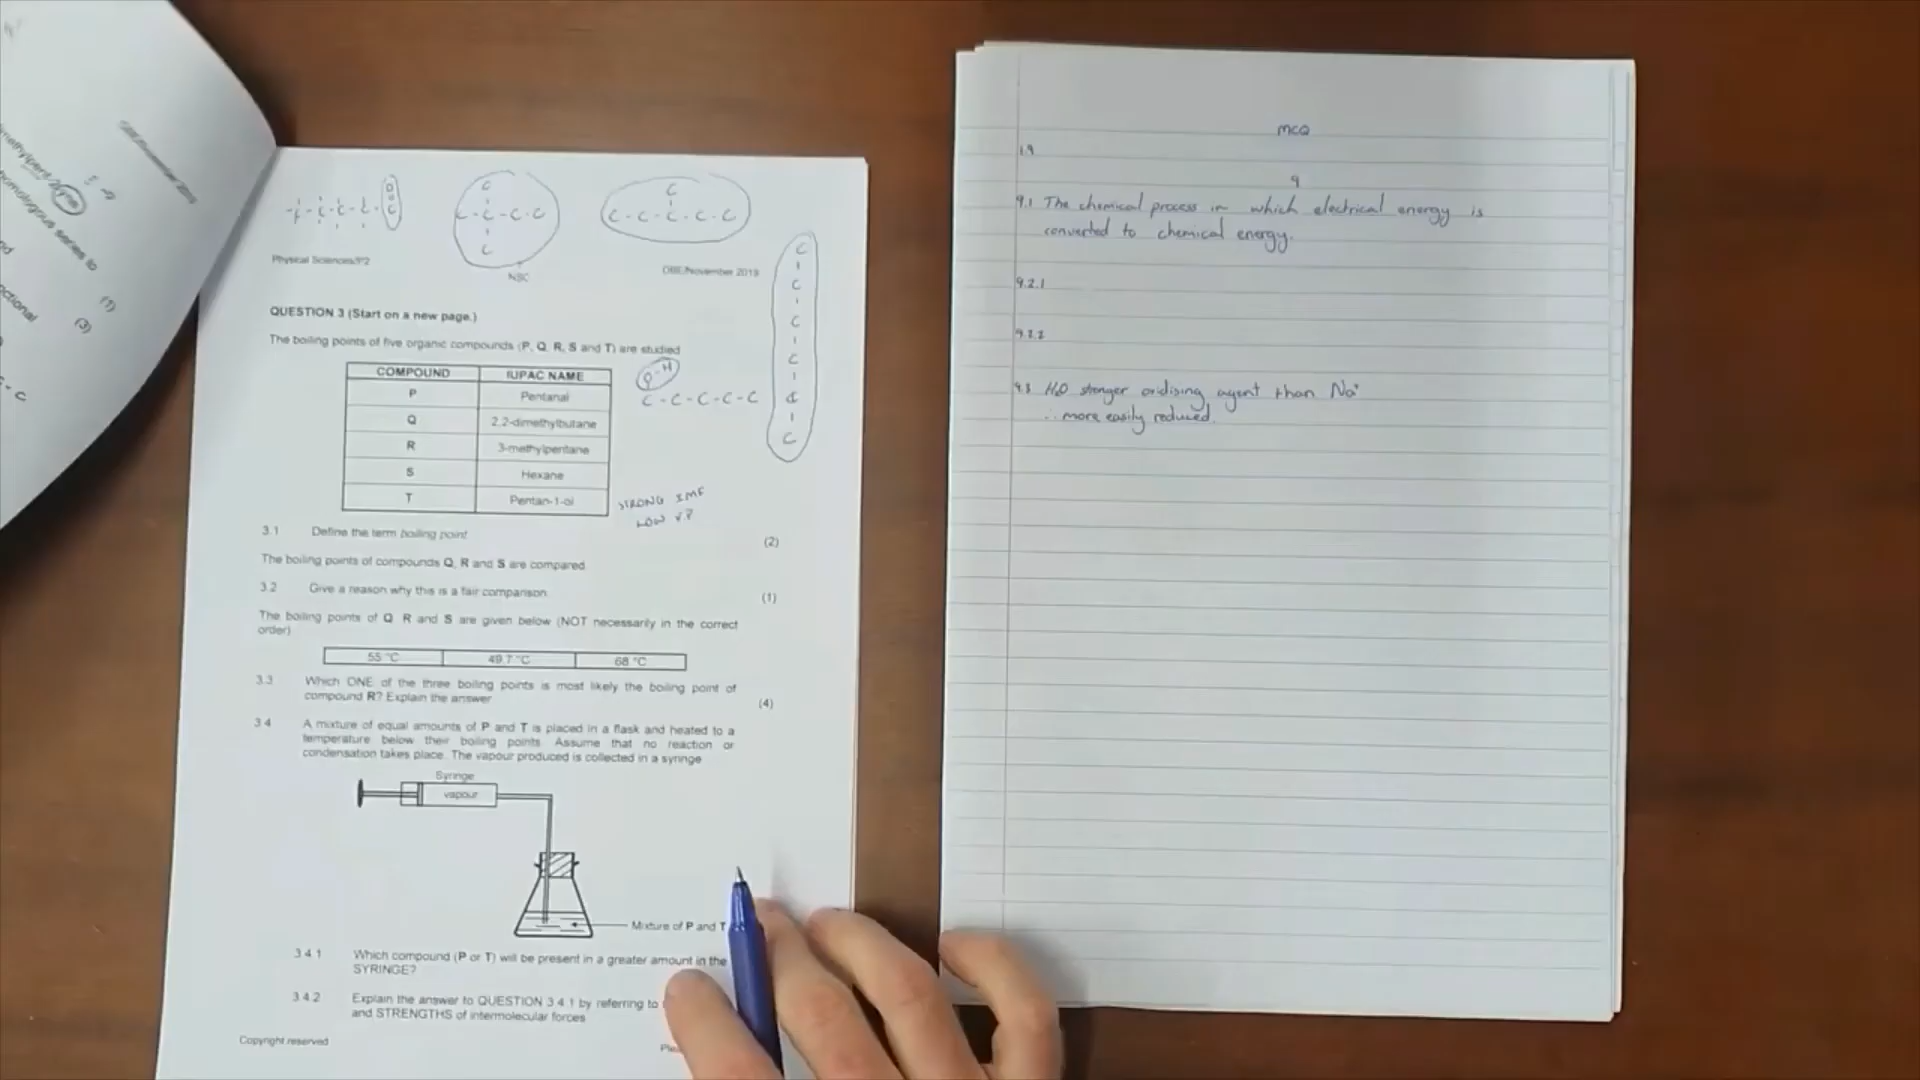 C
C - C - C - C
C
C
C - C - C - C - C
Physical Sciences/P2
NSC
DBE/November 2019
QUESTION 3 (Start on a new page.)
The boiling points of five organic compounds (P, Q, R, S and T) are studied
COMPOUND IUPAC NAME
P Pentanal
Q 2,2-dimethylbutane
R 3-methylpentane
S Hexane
T Pentan-1-ol
O-H
C - C - C - C - C
C
C
C
C
C
C
STRONG IMF
LOW V.P
3.1 Define the term boiling point (2)
The boiling points of compounds Q, R and S are compared.
3.2 Give a reason why this is a fair comparison. (1)
The boiling points of Q R and S are given below (NOT necessarily in the correct
order)
55 °C 49,7 °C 68 °C
3.3 Which ONE of the three boiling points is most likely the boiling point of
compound R? Explain the answer (4)
3.4 A mixture of equal amounts of P and T is placed in a flask and heated to a
temperature below their boiling points. Assume that no reaction or
condensation takes place. The vapour produced is collected in a syringe
Syringe
vapour
Mixture of P and T
3.4.1 Which compound (P or T) will be present in a greater amount in the
SYRINGE?
3.4.2 Explain the answer to QUESTION 3.4.1 by referring to
and STRENGTHS of intermolecular forces
Copyright reserved
DBE/November 2019
homologous series to
(1)
(3)
MCQ
1.9
9
9.1 The chemical process in which electrical energy is
converted to chemical energy.
9.2.1
9.2.2
9.3 H2O stronger oxidising agent than Na+
∴ more easily reduced.